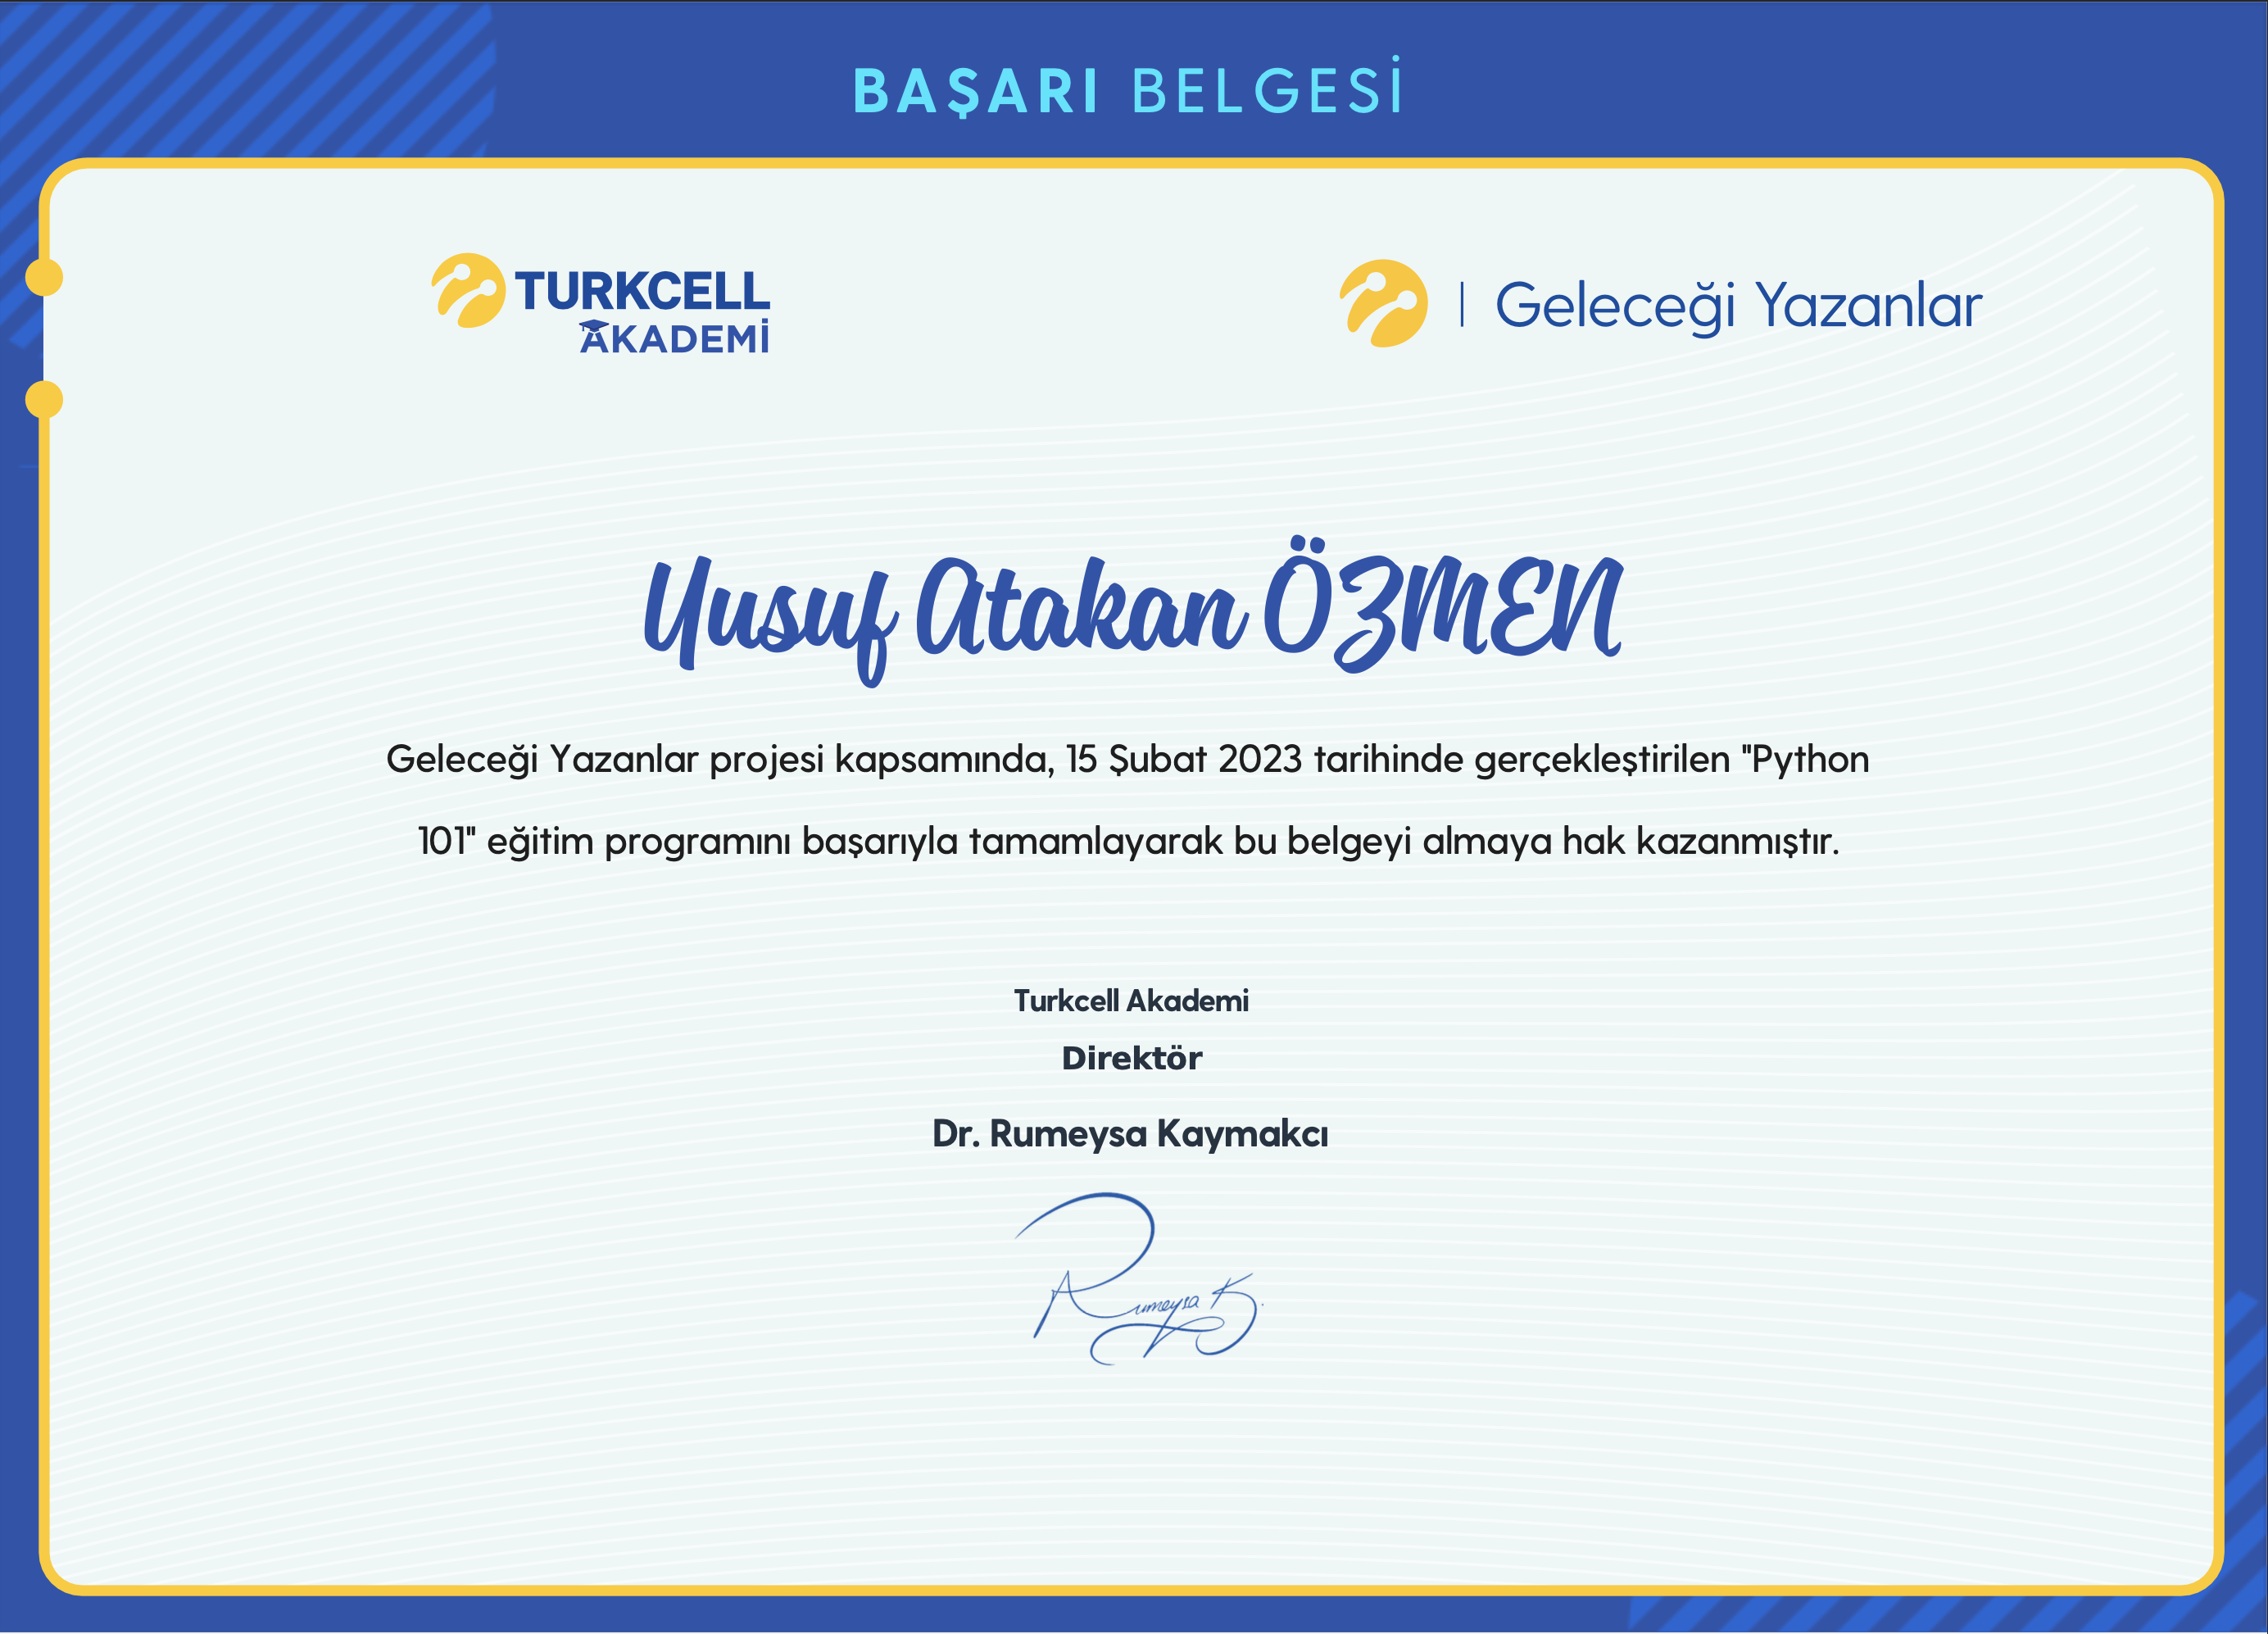 BAŞARI BELGESİ
TURKCELL
AKADEMİ
Geleceği Yazanlar
Yusuf Atakan ÖZMEN
Geleceği Yazanlar projesi kapsamında, 15 Şubat 2023 tarihinde gerçekleştirilen "Python
101" eğitim programını başarıyla tamamlayarak bu belgeyi almaya hak kazanmıştır.
Turkcell Akademi
Direktör
Dr. Rumeysa Kaymakcı
Rumeysa K.